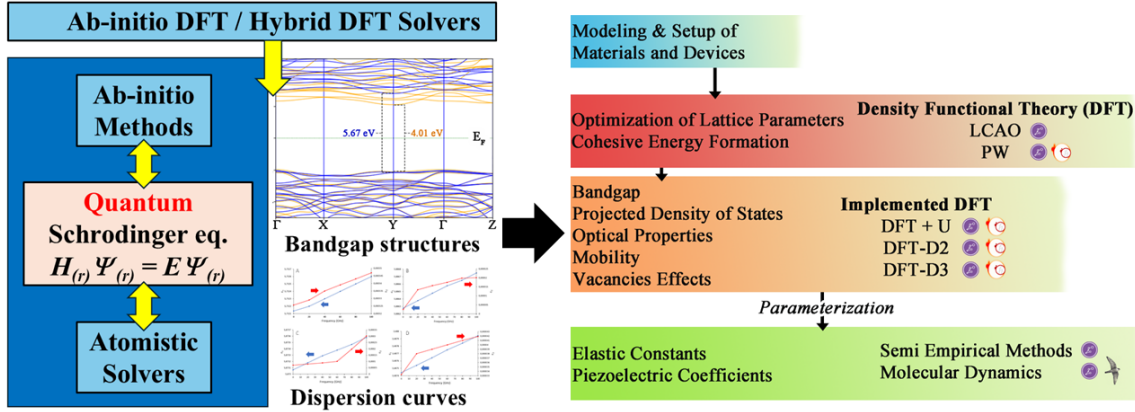 Ab-initio DFT / Hybrid DFT Solvers
Ab-initio
Methods
Quantum
Schrodinger eq.
H(r) Ψ(r) = E Ψ(r)
Atomistic
Solvers
5.67 eV
4.01 eV
E_F
Γ X Y Γ Z
Bandgap structures
A
B
C
D
Dispersion curves
Modeling & Setup of
Materials and Devices
Optimization of Lattice Parameters
Cohesive Energy Formation
Density Functional Theory (DFT)
LCAO
PW
Bandgap
Projected Density of States
Optical Properties
Mobility
Vacancies Effects
Implemented DFT
DFT + U
DFT-D2
DFT-D3
Parameterization
Elastic Constants
Piezoelectric Coefficients
Semi Empirical Methods
Molecular Dynamics